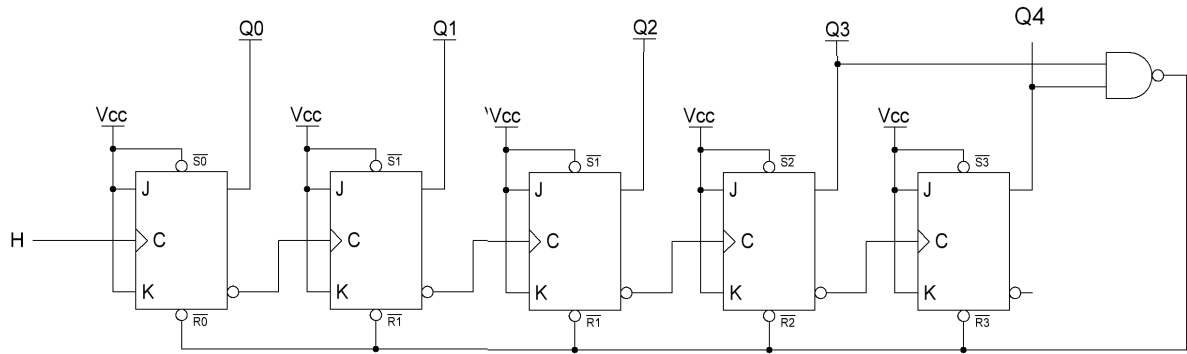 Q0 Q1 Q2 Q3 Q4
Vcc Vcc Vcc Vcc Vcc
S0 S1 S1 S2 S3
J J J J J
H C C C C C
K K K K K
R0 R1 R1 R2 R3